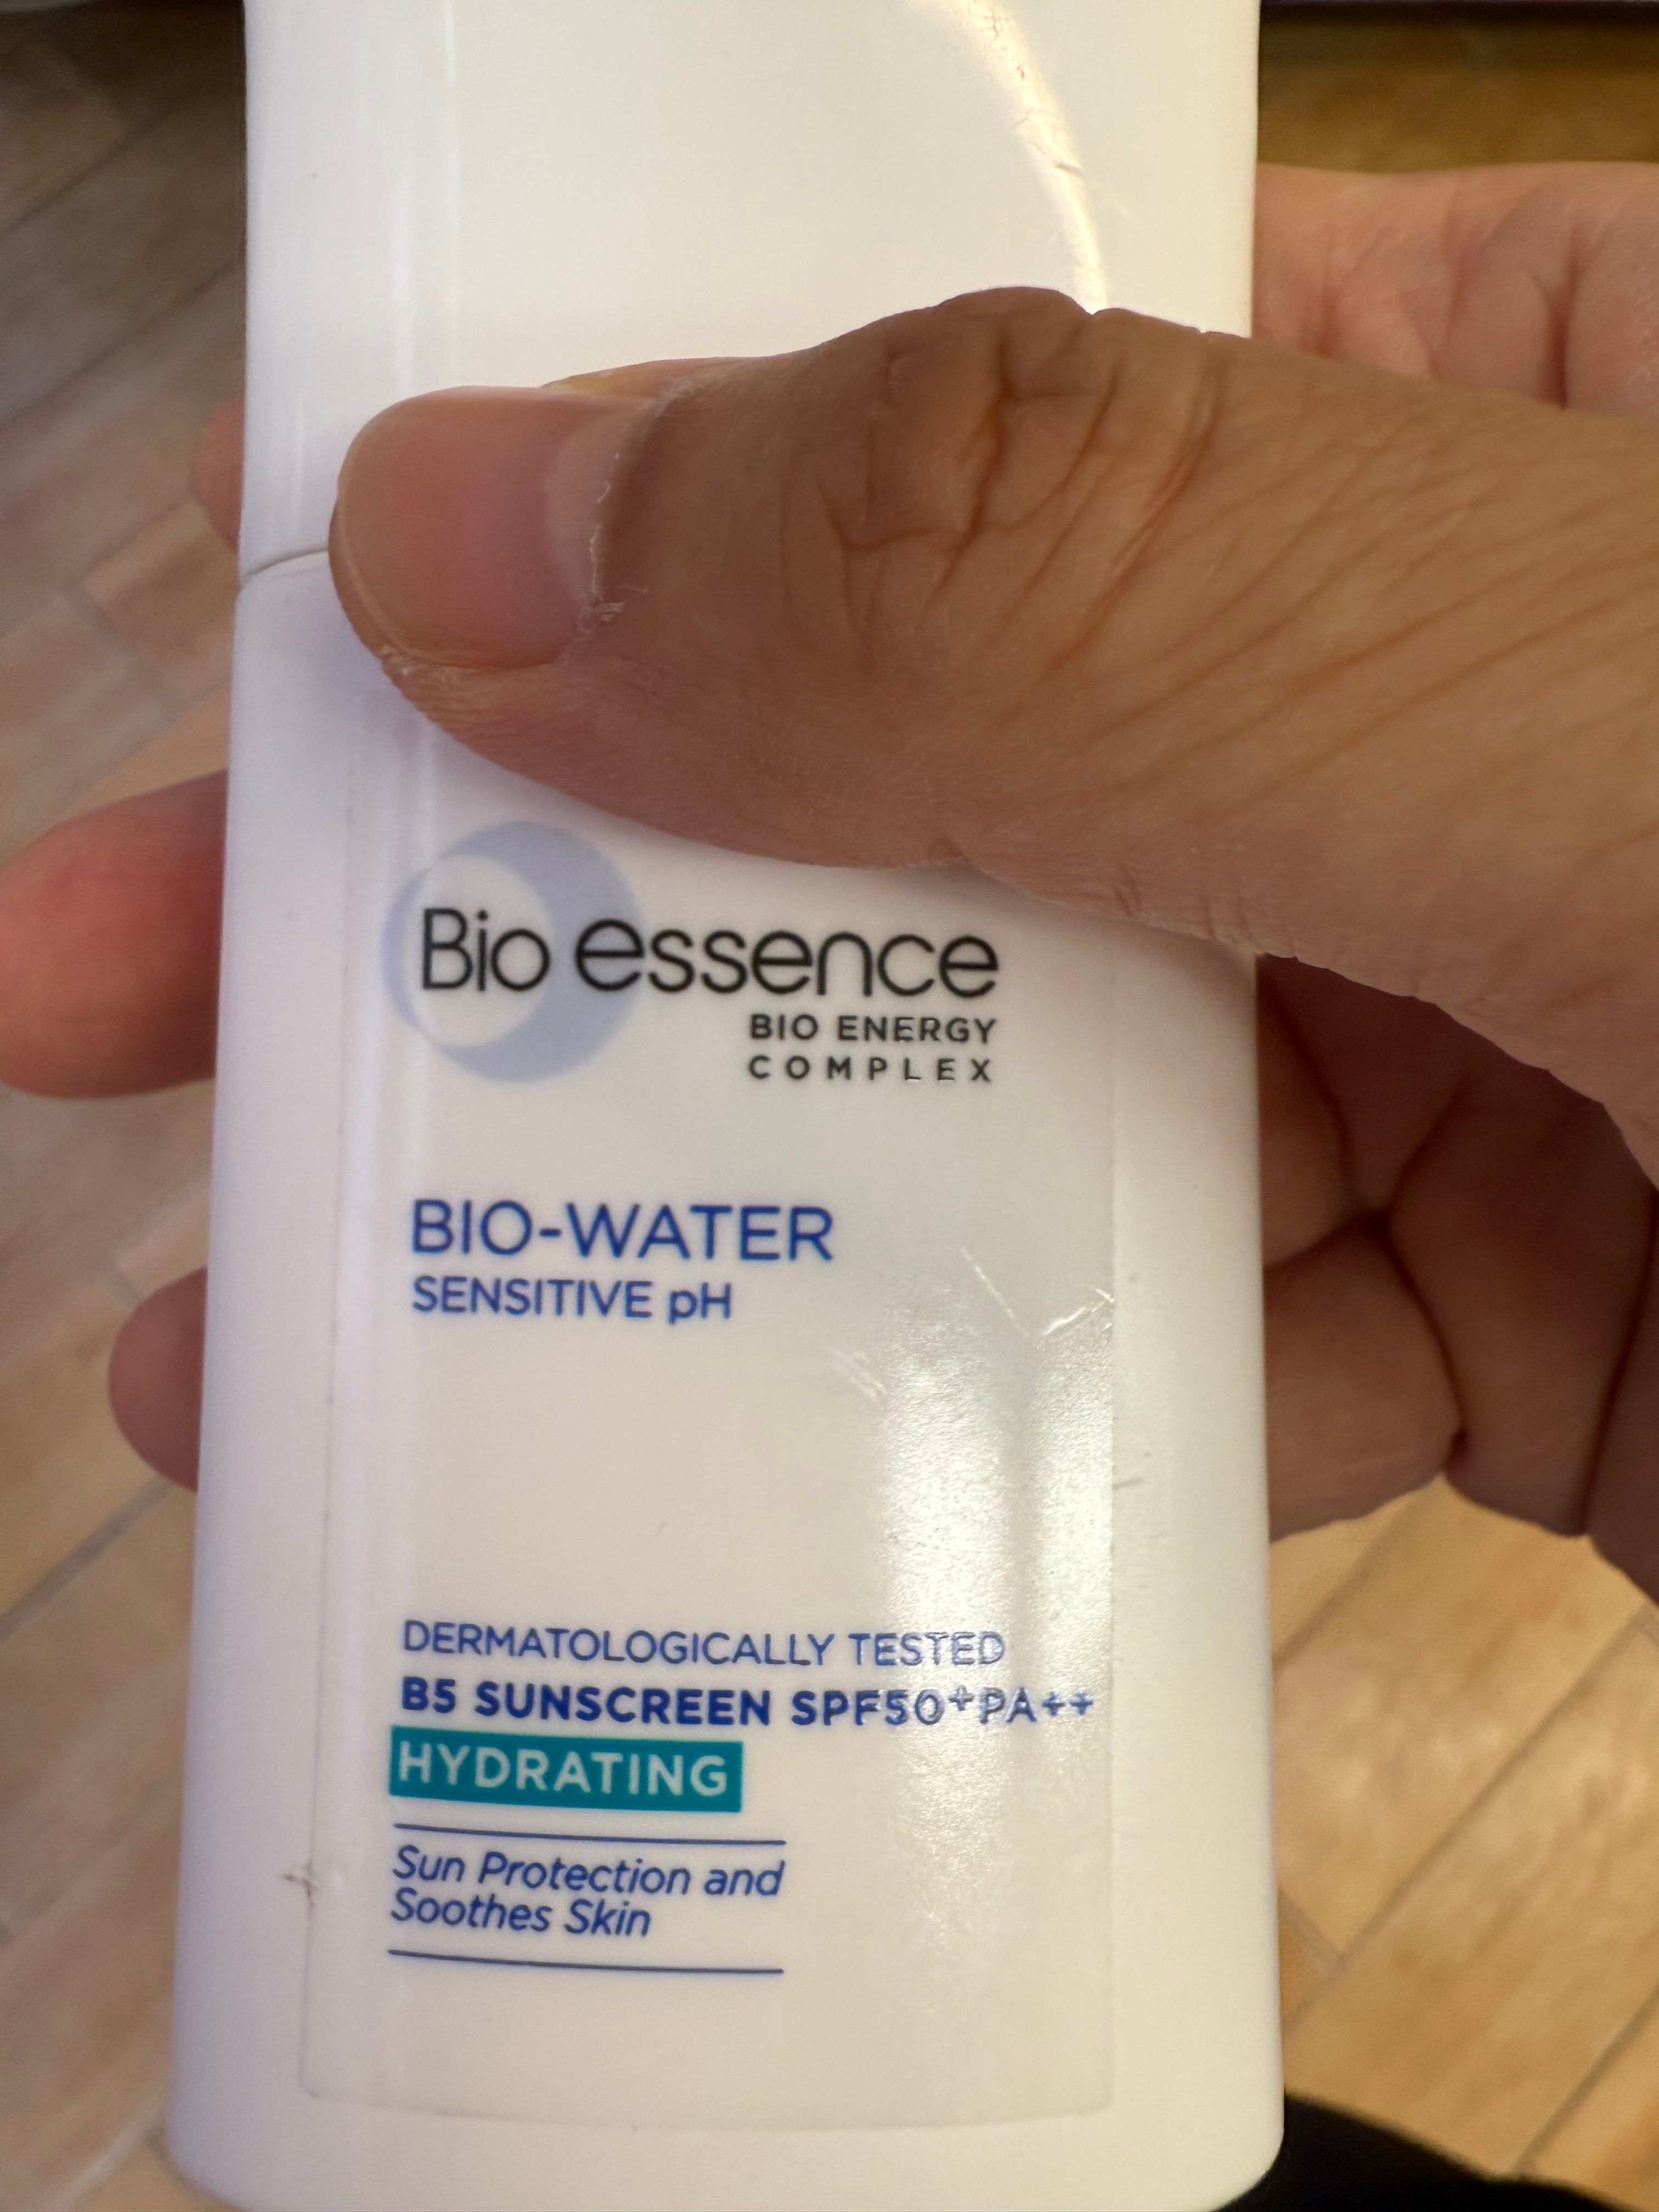 Bio essence
BIO ENERGY
COMPLEX
BIO-WATER
SENSITIVE pH
DERMATOLOGICALLY TESTED
B5 SUNSCREEN SPF50+PA++
HYDRATING
Sun Protection and
Soothes Skin